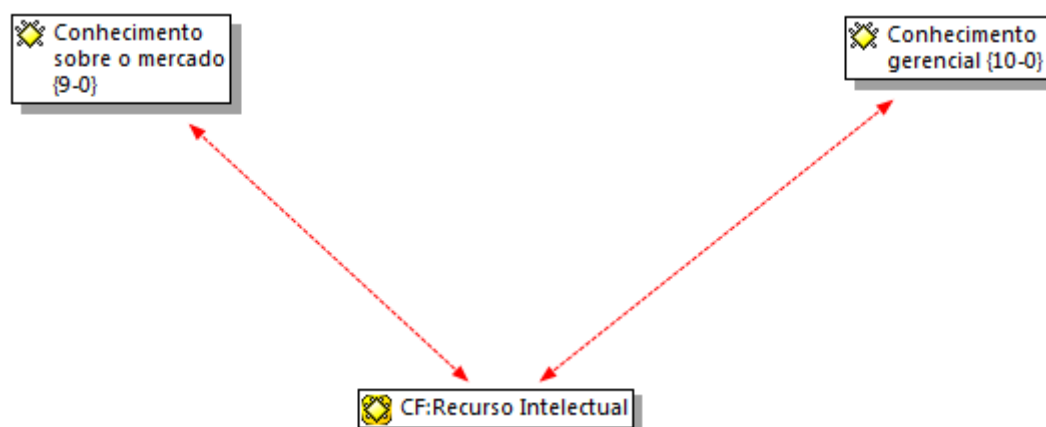 Conhecimento
sobre o mercado
{9-0}
Conhecimento
gerencial {10-0}
CF:Recurso Intelectual